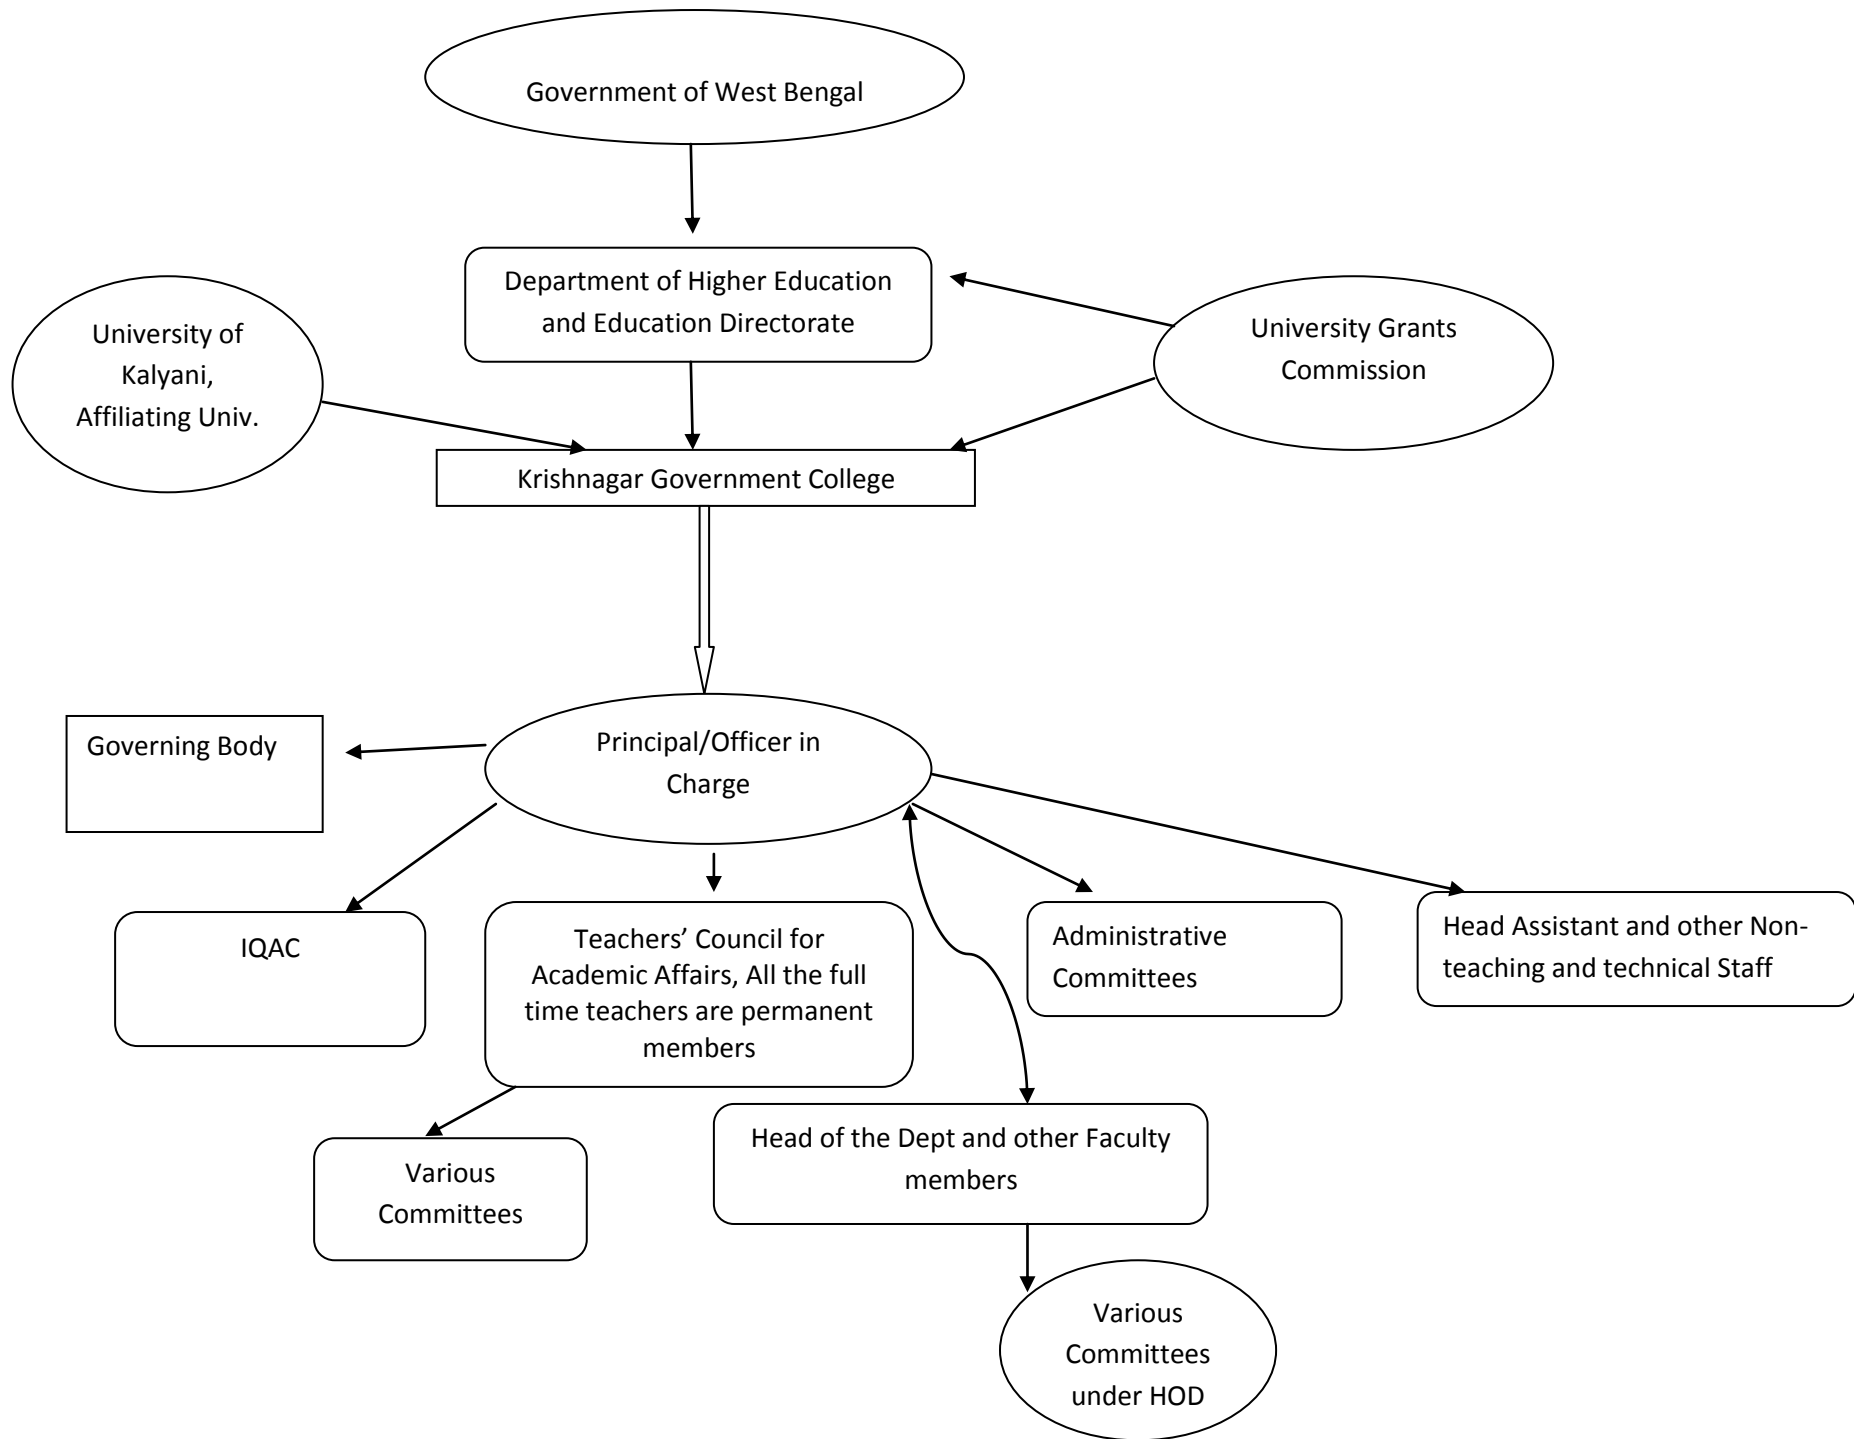 Government of West Bengal
Department of Higher Education
and Education Directorate
University of
Kalyani,
Affiliating Univ.
University Grants
Commission
Krishnagar Government College
Governing Body
Principal/Officer in
Charge
IQAC
Teachers’ Council for
Academic Affairs, All the full
time teachers are permanent
members
Administrative
Committees
Head Assistant and other Non-
teaching and technical Staff
Various
Committees
Head of the Dept and other Faculty
members
Various
Committees
under HOD